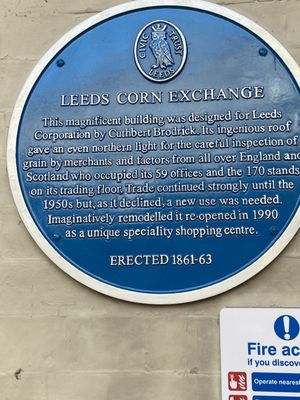 CIVIC TRUST
LEEDS
LEEDS CORN EXCHANGE
This magnificent building was designed for Leeds
Corporation by Cuthbert Brodrick. Its ingenious roof
gave an even northern light for the careful inspection of
grain by merchants and factors from all over England and
Scotland who occupied its 59 offices and the 170 stands
on its trading floor. Trade continued strongly until the
1950s but, as it declined, a new use was needed.
Imaginatively remodelled it re-opened in 1990
as a unique speciality shopping centre.
ERECTED 1861-63
Fire ac
if you discove
Operate nearest